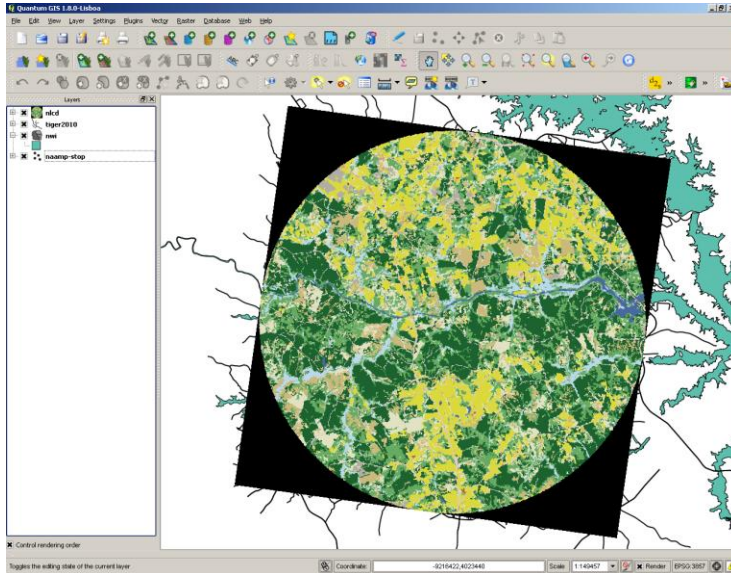 Quantum GIS 1.8.0-Lisboa
File Edit View Layer Settings Plugins Vector Raster Database Web Help
Layers
nlcd
tiger2010
nwi
naamp-stop
Control rendering order
Toggles the editing state of the current layer
Coordinate: -8216422,4023440 Scale 1:149457 Render EPSG:3857